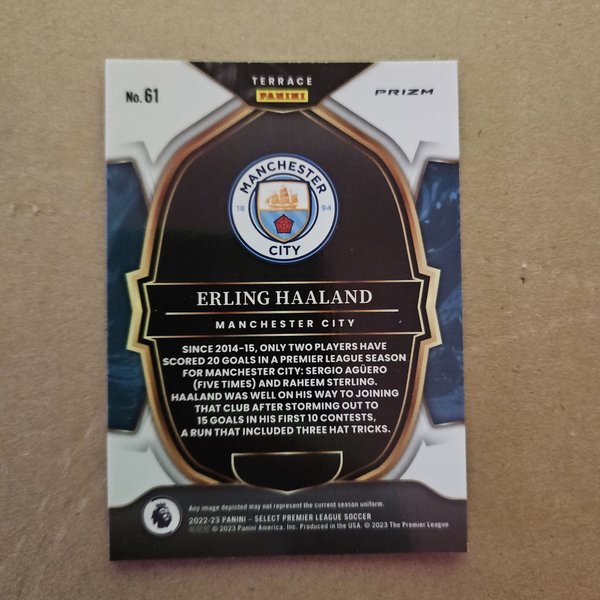 TERRACE
No. 61
PANINI
PRIZM
MANCHESTER
18 94
CITY
ERLING HAALAND
MANCHESTER CITY
SINCE 2014-15, ONLY TWO PLAYERS HAVE
SCORED 20 GOALS IN A PREMIER LEAGUE SEASON
FOR MANCHESTER CITY: SERGIO AGÜERO
(FIVE TIMES) AND RAHEEM STERLING.
HAALAND WAS WELL ON HIS WAY TO JOINING
THAT CLUB AFTER STORMING OUT TO
15 GOALS IN HIS FIRST 10 CONTESTS,
A RUN THAT INCLUDED THREE HAT TRICKS.
Any image depicted may not represent the current season uniform.
2022-23 PANINI – SELECT PREMIER LEAGUE SOCCER
© 2023 Panini America, Inc. Produced in the USA. © 2023 The Premier League